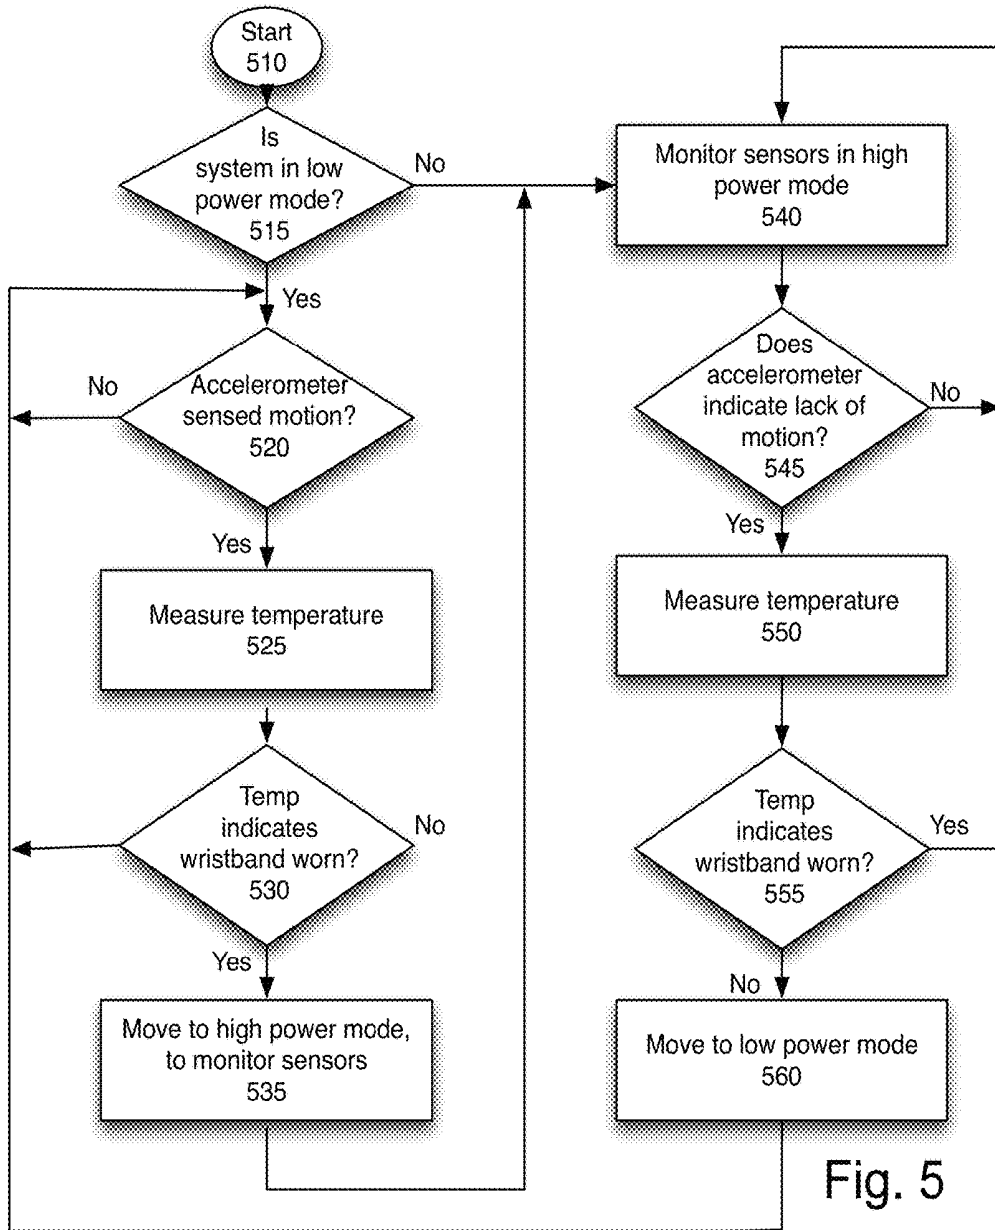 Start
510
Is
system in low
power mode?
515
No
Yes
Accelerometer
sensed motion?
520
No
Yes
Measure temperature
525
Temp
indicates
wristband worn?
530
No
Yes
Move to high power mode,
to monitor sensors
535
Monitor sensors in high
power mode
540
Does
accelerometer
indicate lack of
motion?
545
No
Yes
Measure temperature
550
Temp
indicates
wristband worn?
555
Yes
No
Move to low power mode
560
Fig. 5